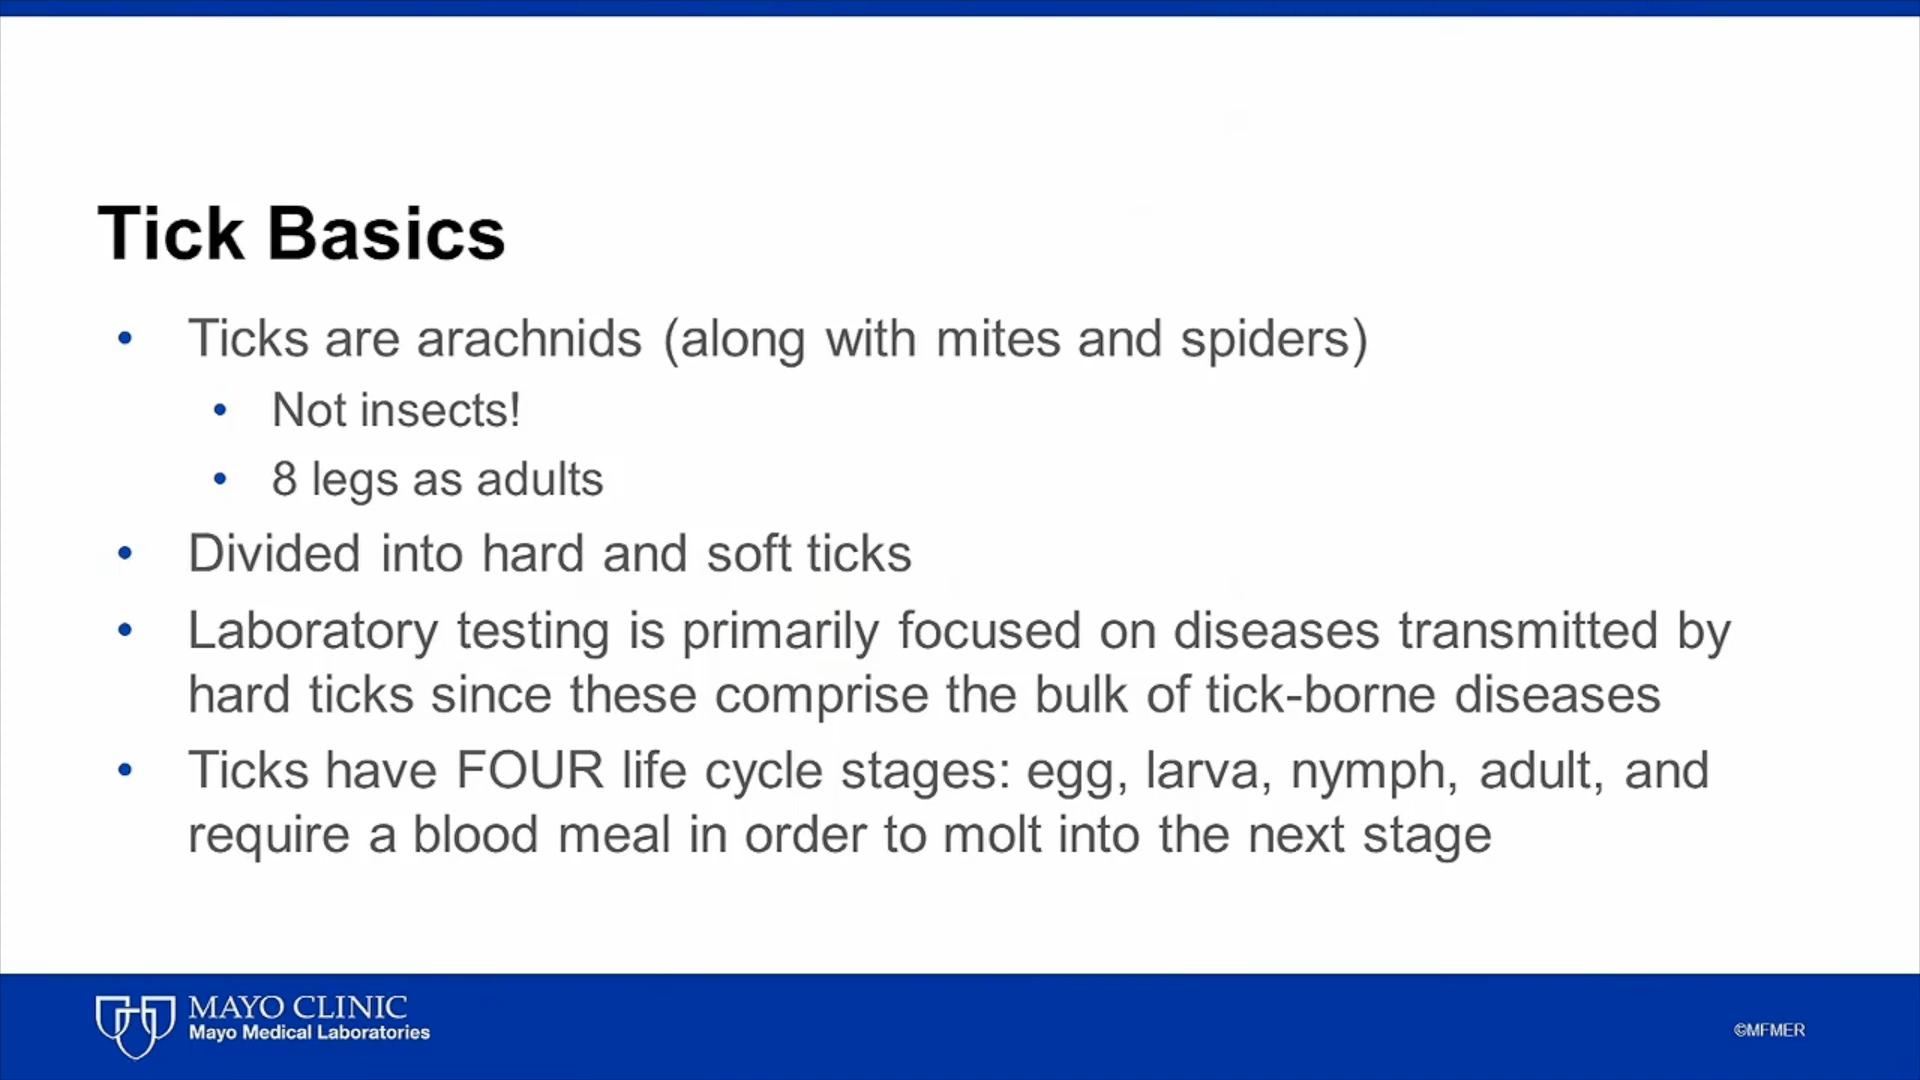 Tick Basics
• Ticks are arachnids (along with mites and spiders)
• Not insects!
• 8 legs as adults
• Divided into hard and soft ticks
• Laboratory testing is primarily focused on diseases transmitted by
hard ticks since these comprise the bulk of tick-borne diseases
• Ticks have FOUR life cycle stages: egg, larva, nymph, adult, and
require a blood meal in order to molt into the next stage
MAYO CLINIC
Mayo Medical Laboratories
©MFMER